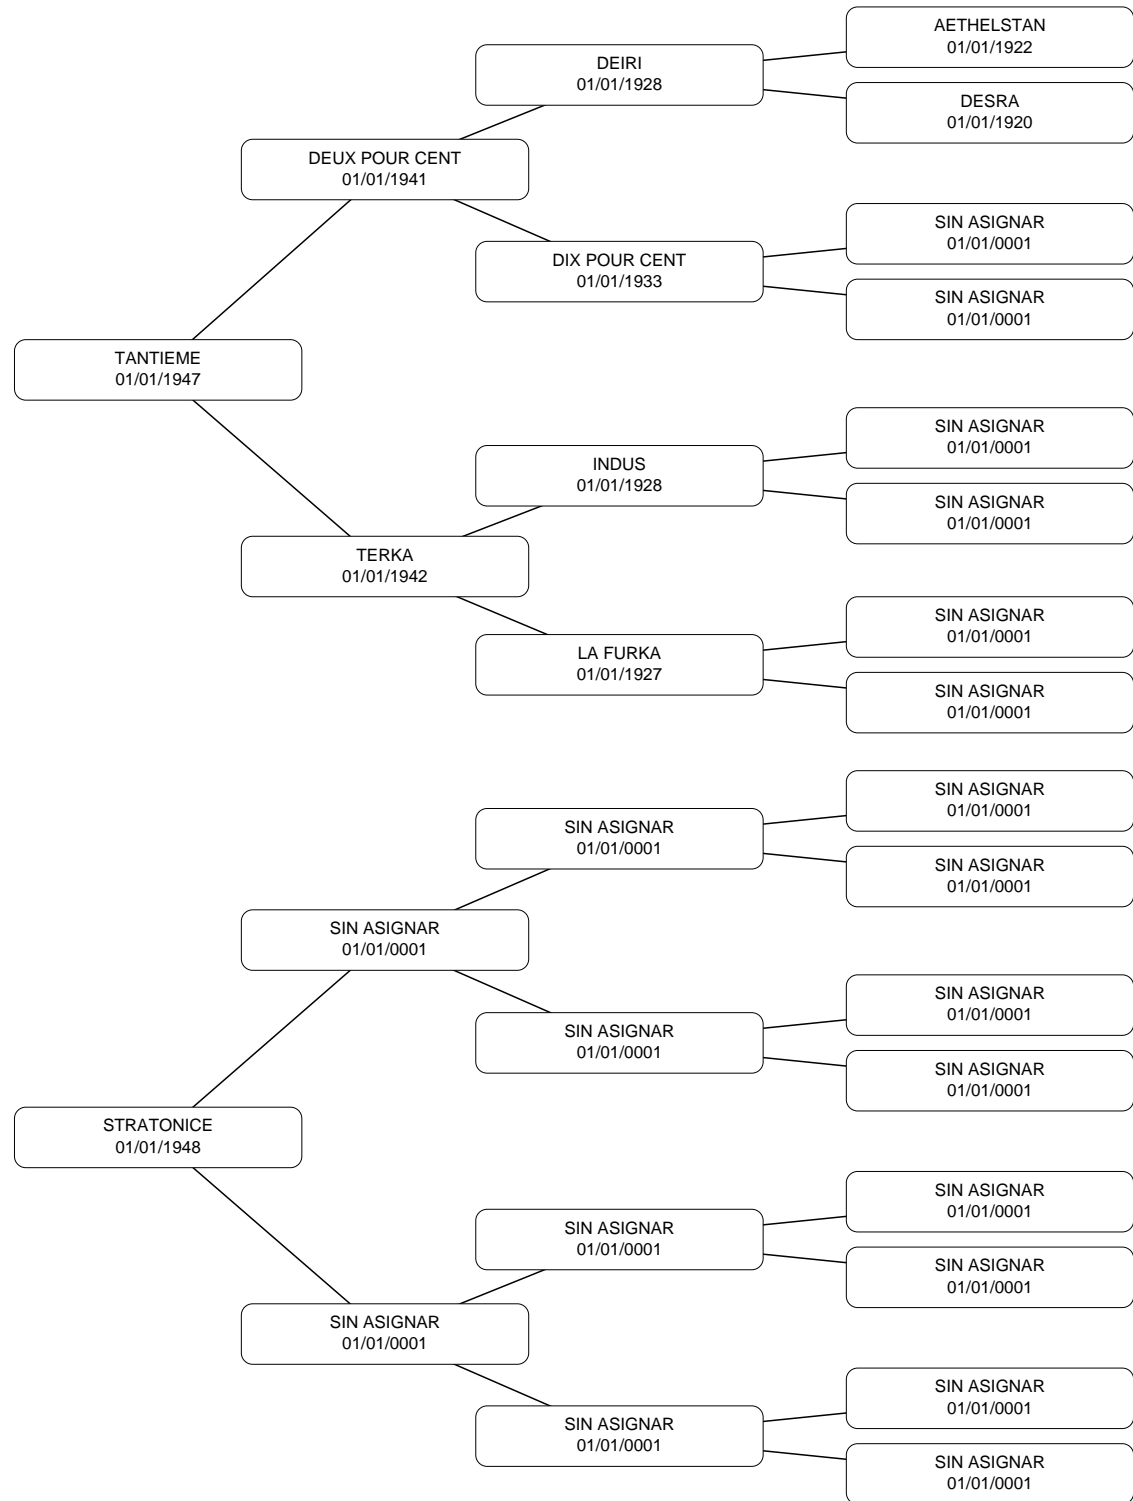 AETHELSTAN
01/01/1922
DEIRI
01/01/1928
DESRA
01/01/1920
DEUX POUR CENT
01/01/1941
SIN ASIGNAR
01/01/0001
DIX POUR CENT
01/01/1933
SIN ASIGNAR
01/01/0001
TANTIEME
01/01/1947
SIN ASIGNAR
01/01/0001
INDUS
01/01/1928
SIN ASIGNAR
01/01/0001
TERKA
01/01/1942
SIN ASIGNAR
01/01/0001
LA FURKA
01/01/1927
SIN ASIGNAR
01/01/0001
SIN ASIGNAR
01/01/0001
SIN ASIGNAR
01/01/0001
SIN ASIGNAR
01/01/0001
SIN ASIGNAR
01/01/0001
SIN ASIGNAR
01/01/0001
SIN ASIGNAR
01/01/0001
SIN ASIGNAR
01/01/0001
STRATONICE
01/01/1948
SIN ASIGNAR
01/01/0001
SIN ASIGNAR
01/01/0001
SIN ASIGNAR
01/01/0001
SIN ASIGNAR
01/01/0001
SIN ASIGNAR
01/01/0001
SIN ASIGNAR
01/01/0001
SIN ASIGNAR
01/01/0001